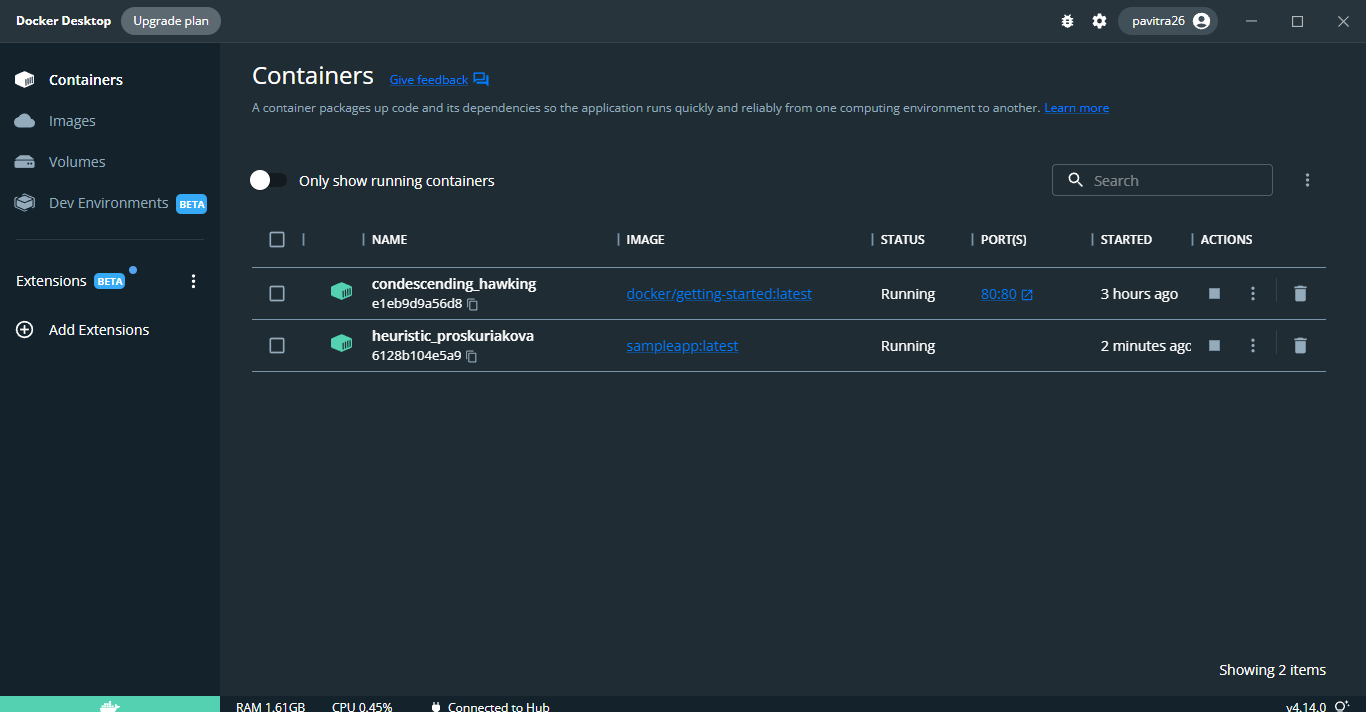 Docker Desktop Upgrade plan pavitra26
Containers
Images
Volumes
Dev Environments BETA
Extensions BETA
Add Extensions
Containers Give feedback
A container packages up code and its dependencies so the application runs quickly and reliably from one computing environment to another. Learn more
Only show running containers Search
NAME IMAGE STATUS PORT(S) STARTED ACTIONS
condescending_hawking
e1eb9d9a56d8 docker/getting-started:latest Running 80:80 3 hours ago
heuristic_proskuriakova
6128b104e5a9 sampleapp:latest Running 2 minutes ago
Showing 2 items
RAM 1.61GB CPU 0.45% Connected to Hub v4.14.0